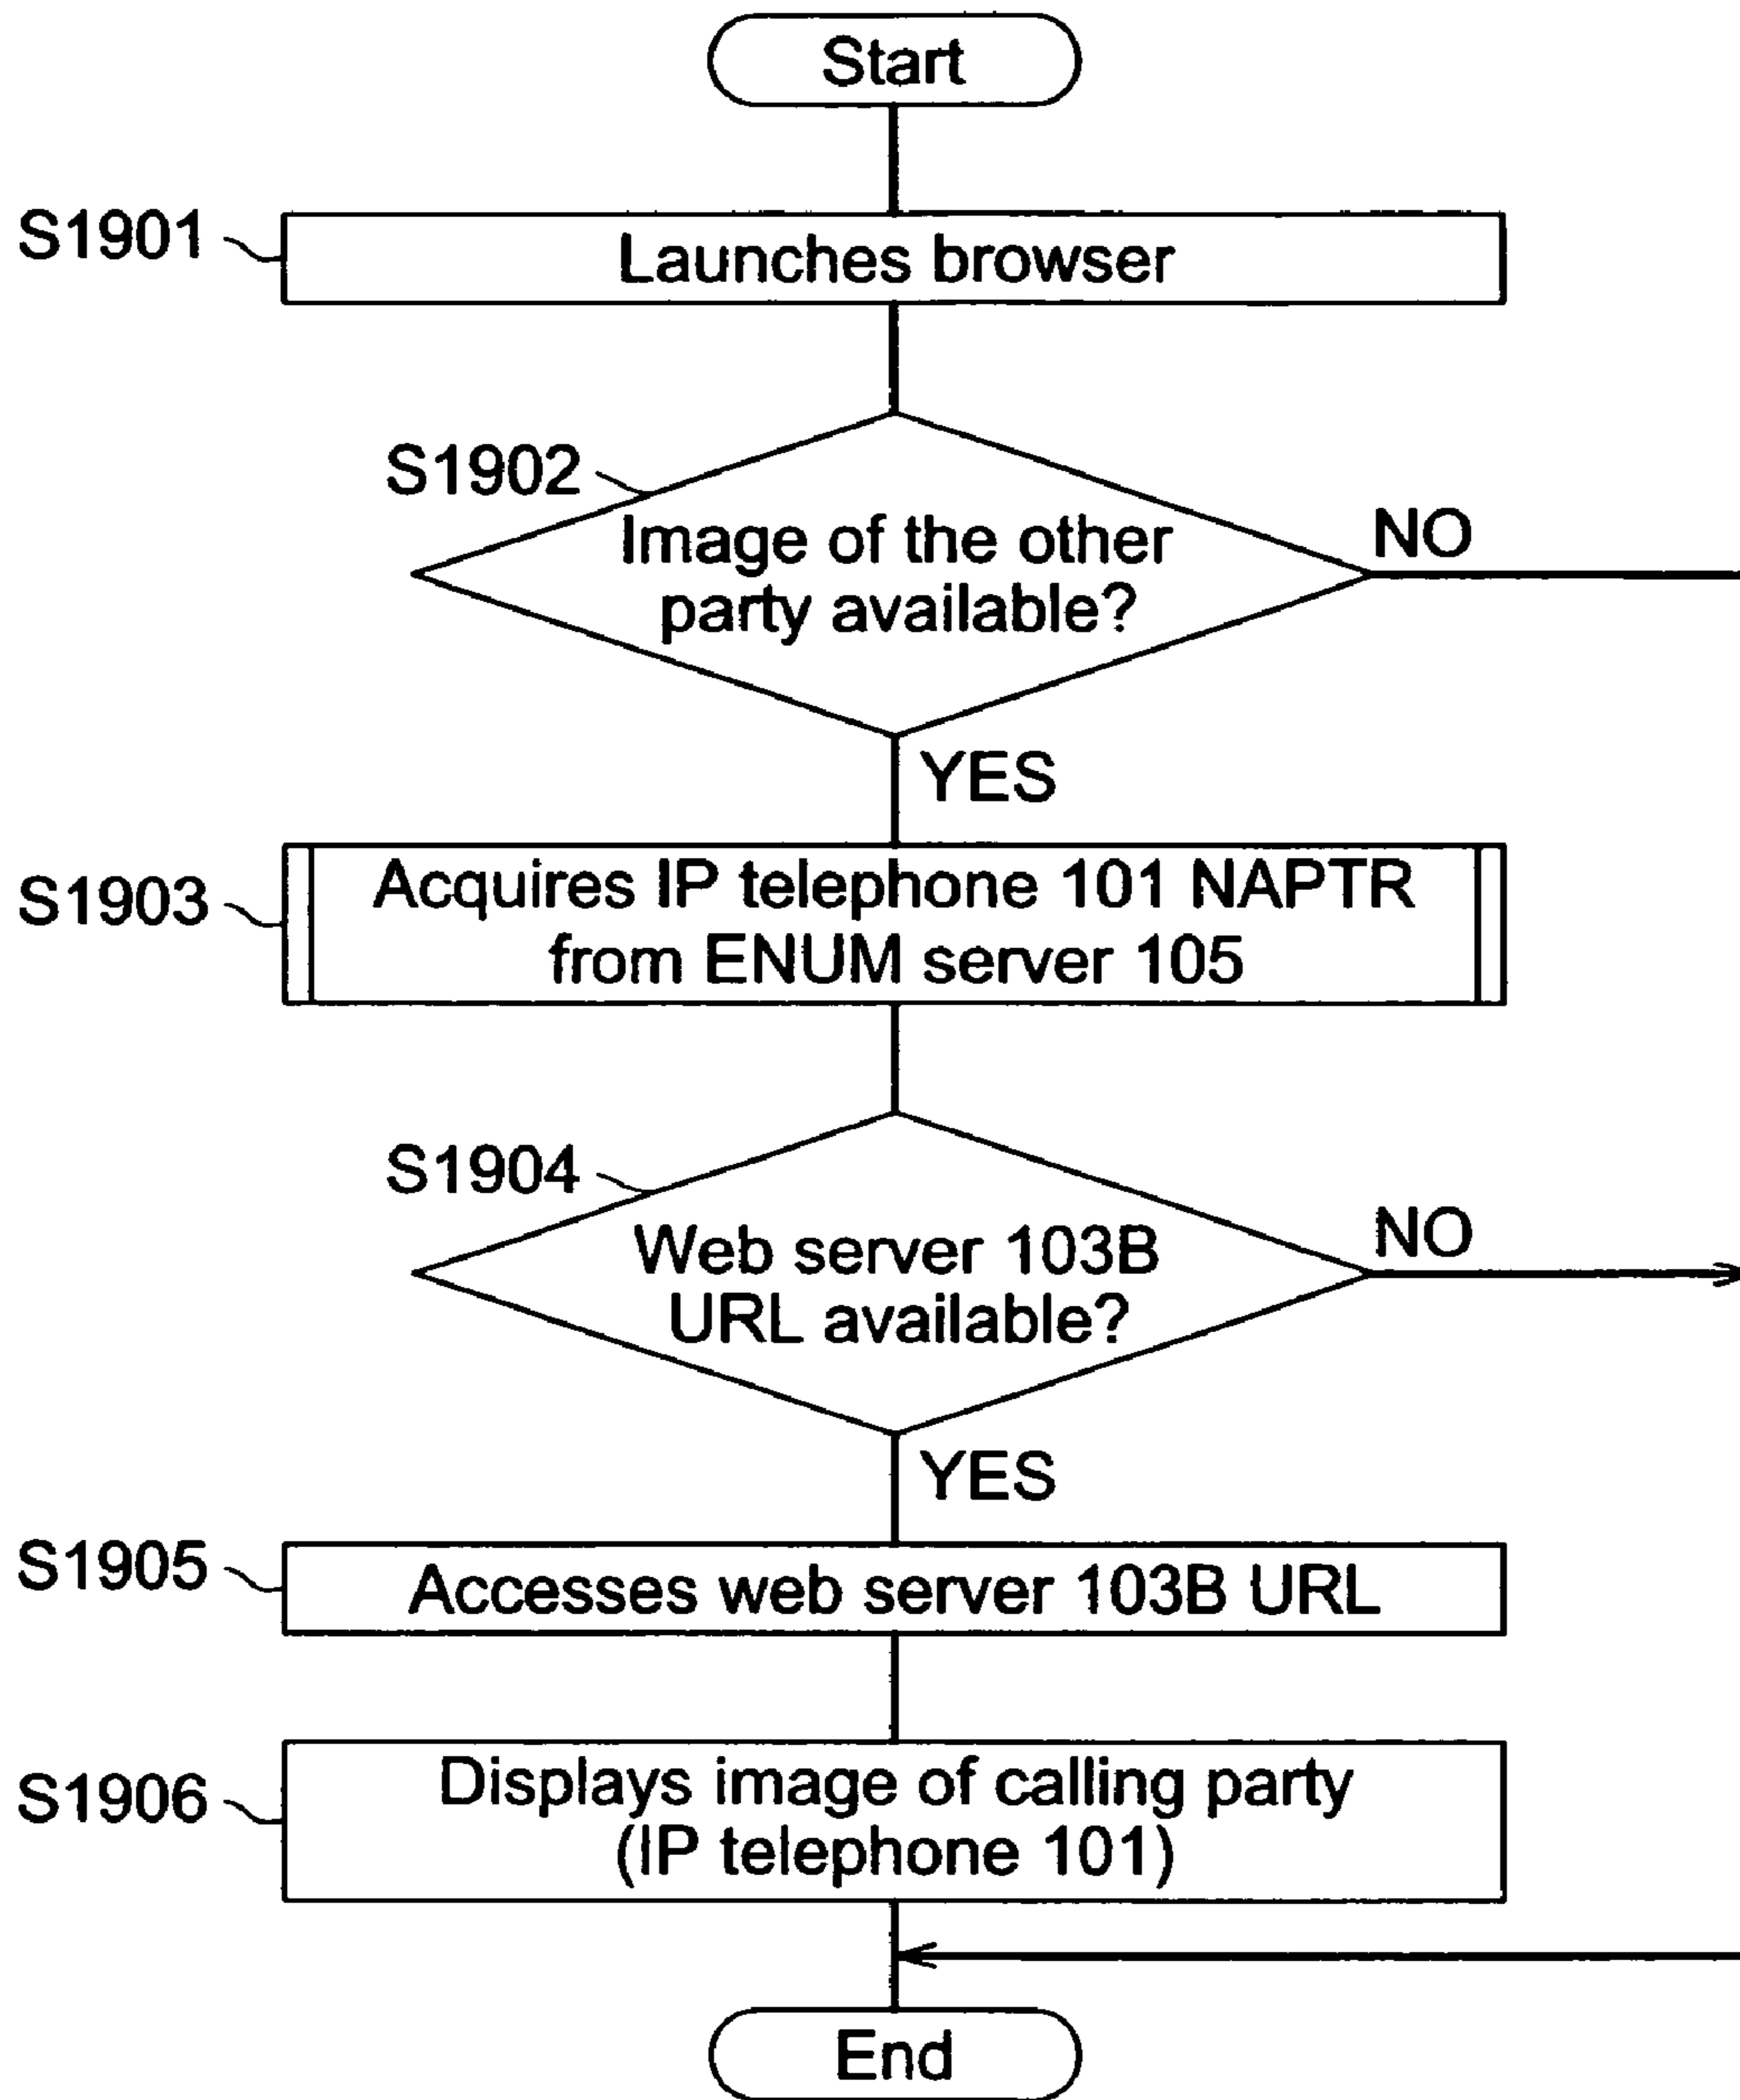 Start
S1901
Launches browser
S1902
Image of the other
party available?
NO
YES
S1903
Acquires IP telephone 101 NAPTR
from ENUM server 105
S1904
Web server 103B
URL available?
NO
YES
S1905
Accesses web server 103B URL
S1906
Displays image of calling party
(IP telephone 101)
End